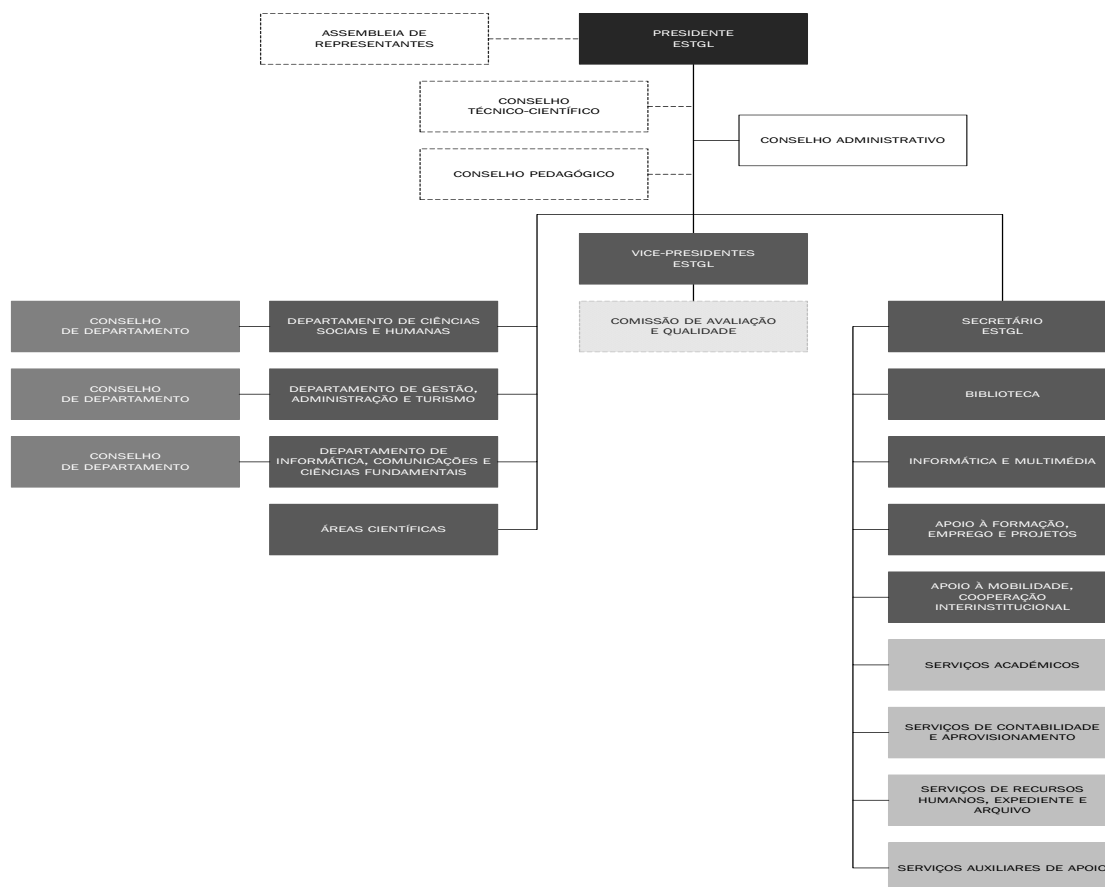 ASSEMBLEIA DE
REPRESENTANTES
PRESIDENTE
ESTGL
CONSELHO
TÉCNICO-CIENTÍFICO
CONSELHO ADMINISTRATIVO
CONSELHO PEDAGÓGICO
VICE-PRESIDENTES
ESTGL
CONSELHO
DE DEPARTAMENTO
DEPARTAMENTO DE CIÊNCIAS
SOCIAIS E HUMANAS
COMISSÃO DE AVALIAÇÃO
E QUALIDADE
SECRETÁRIO
ESTGL
CONSELHO
DE DEPARTAMENTO
DEPARTAMENTO DE GESTÃO,
ADMINISTRAÇÃO E TURISMO
BIBLIOTECA
CONSELHO
DE DEPARTAMENTO
DEPARTAMENTO DE
INFORMÁTICA, COMUNICAÇÕES E
CIÊNCIAS FUNDAMENTAIS
INFORMÁTICA E MULTIMÉDIA
ÁREAS CIENTÍFICAS
APOIO À FORMAÇÃO,
EMPREGO E PROJETOS
APOIO À MOBILIDADE,
COOPERAÇÃO
INTERINSTITUCIONAL
SERVIÇOS ACADÉMICOS
SERVIÇOS DE CONTABILIDADE
E APROVISIONAMENTO
SERVIÇOS DE RECURSOS
HUMANOS, EXPEDIENTE E
ARQUIVO
SERVIÇOS AUXILIARES DE APOIO